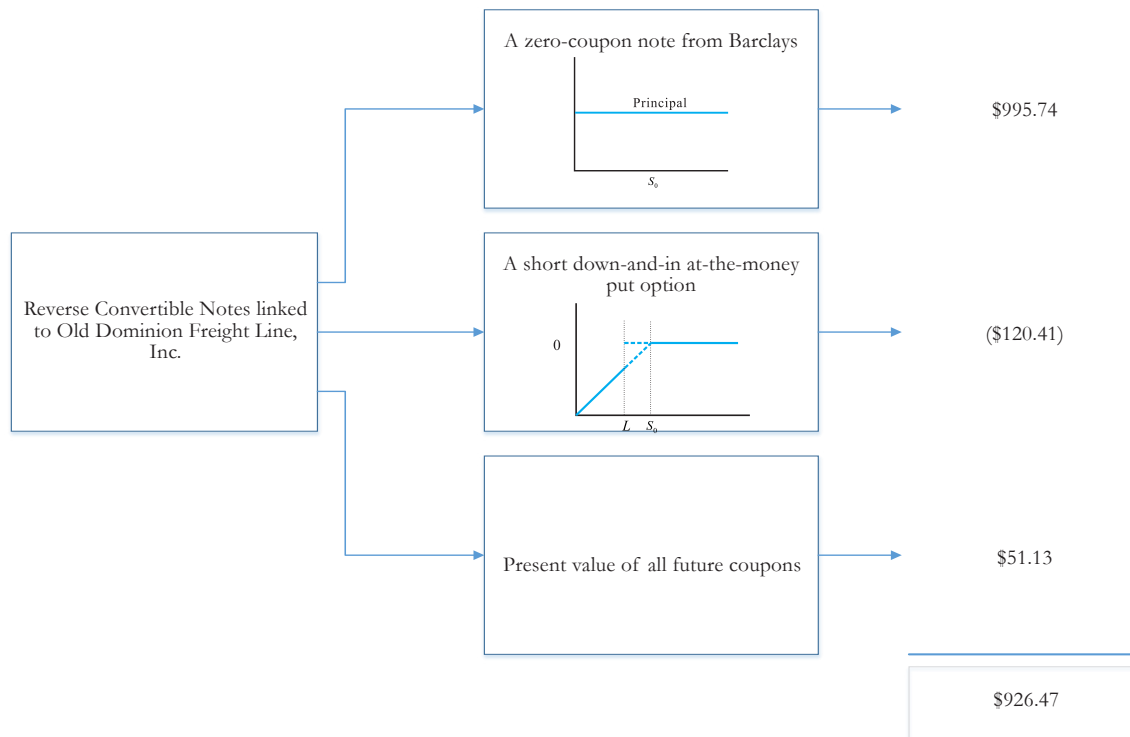 A zero-coupon note from Barclays
Principal
S₀
$995.74
Reverse Convertible Notes linked
to Old Dominion Freight Line,
Inc.
A short down-and-in at-the-money
put option
0
L S₀
($120.41)
Present value of all future coupons
$51.13
$926.47